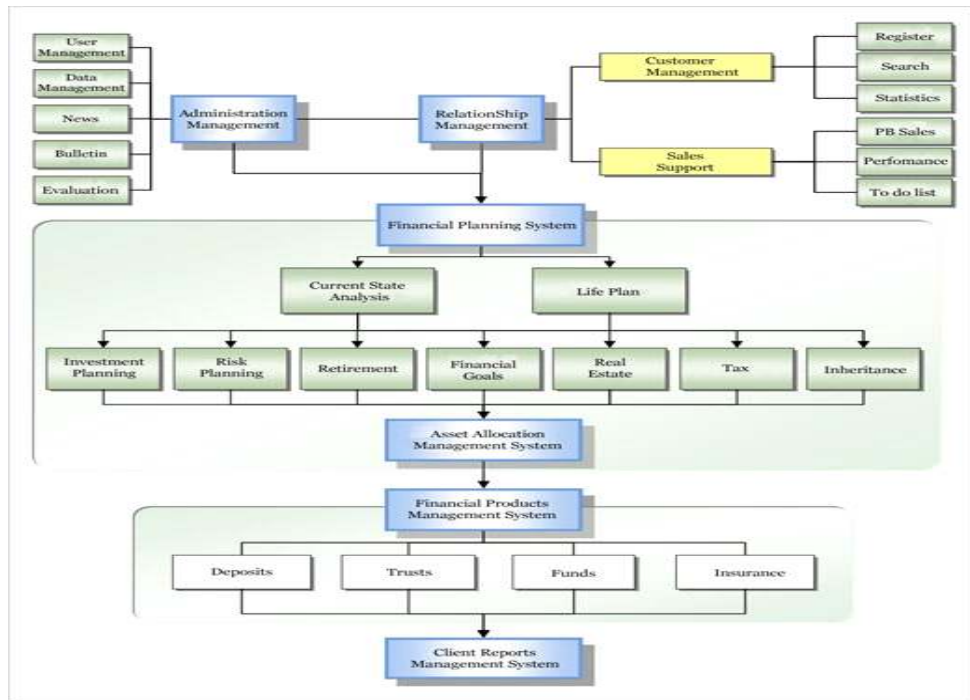 User
Management
Data
Management
News
Bulletin
Evaluation
Administration
Management
RelationShip
Management
Customer
Management
Sales
Support
Register
Search
Statistics
PB Sales
Perfomance
To do list
Financial Planning System
Current State
Analysis
Life Plan
Investment
Planning
Risk
Planning
Retirement
Financial
Goals
Real
Estate
Tax
Inheritance
Asset Allocation
Management System
Financial Products
Management System
Deposits
Trusts
Funds
Insurance
Client Reports
Management System